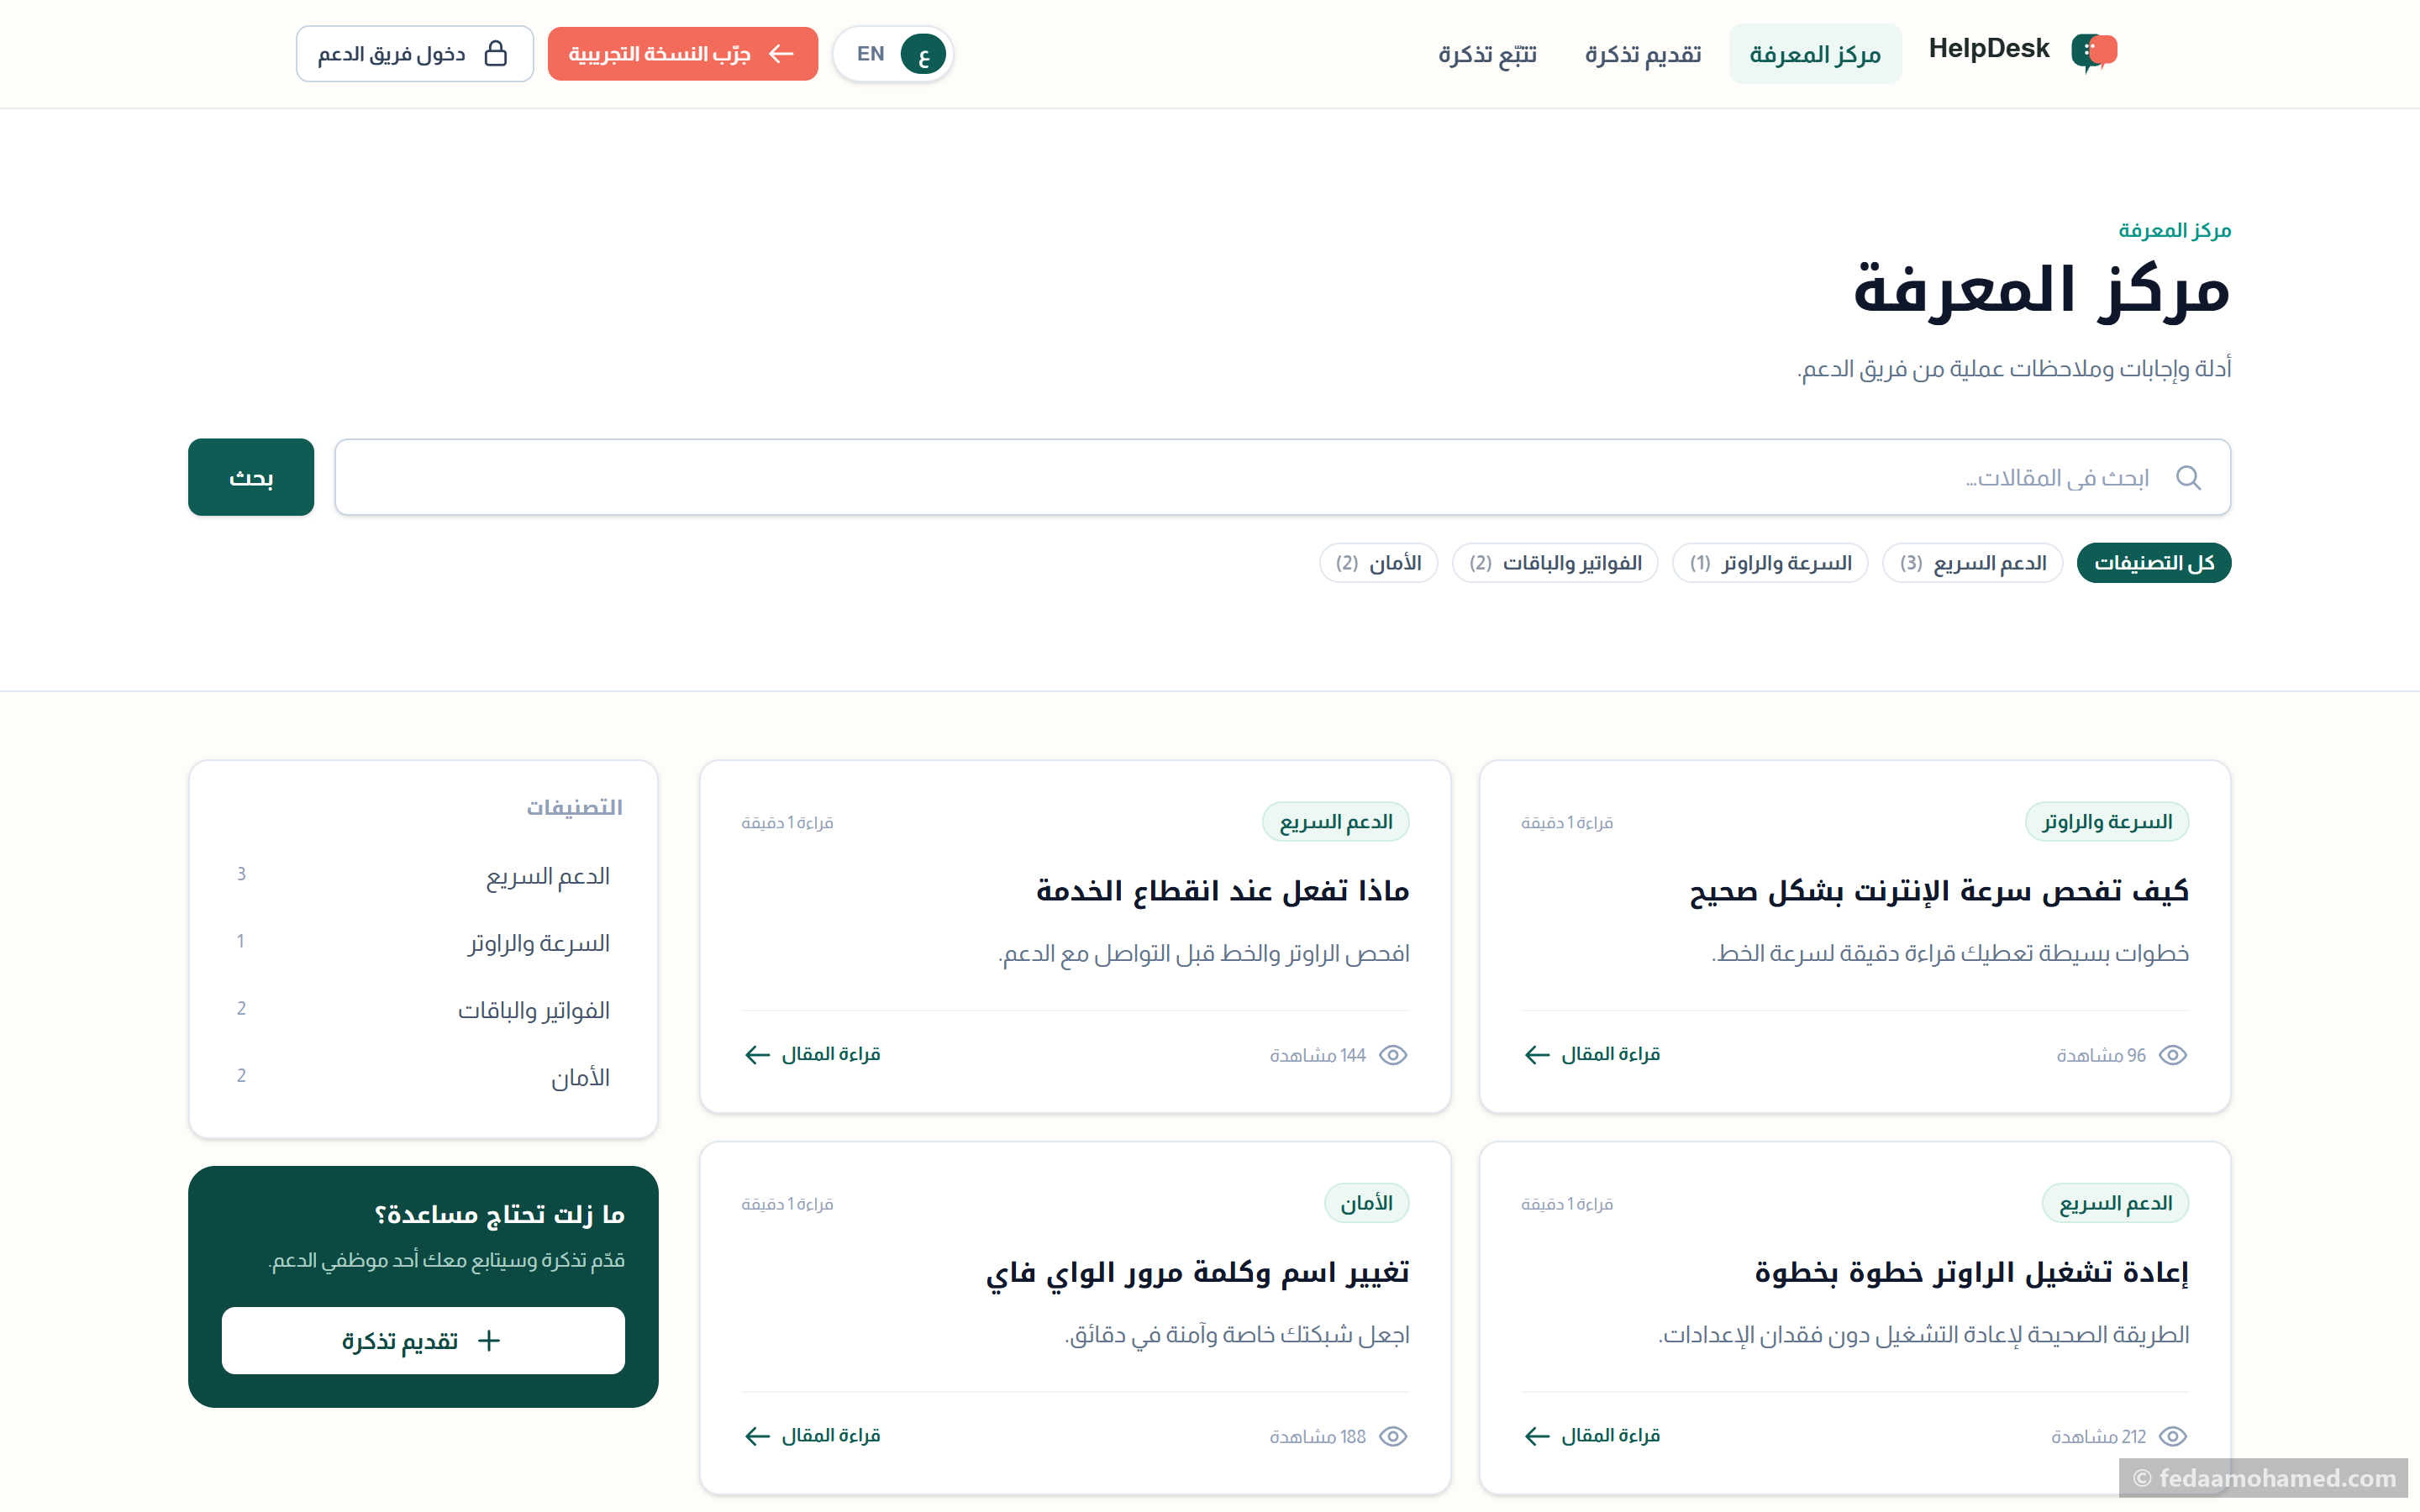 HelpDesk
مركز المعرفة
تقديم تذكرة
تتبّع تذكرة
ع
EN
جرّب النسخة التجريبية
دخول فريق الدعم
مركز المعرفة
مركز المعرفة
أدلة وإجابات وملاحظات عملية من فريق الدعم.
ابحث في المقالات...
بحث
كل التصنيفات
الدعم السريع (3)
السرعة والراوتر (1)
الفواتير والباقات (2)
الأمان (2)
السرعة والراوتر
قراءة 1 دقيقة
كيف تفحص سرعة الإنترنت بشكل صحيح
خطوات بسيطة تعطيك قراءة دقيقة لسرعة الخط.
96 مشاهدة
قراءة المقال
الدعم السريع
قراءة 1 دقيقة
ماذا تفعل عند انقطاع الخدمة
افحص الراوتر والخط قبل التواصل مع الدعم.
144 مشاهدة
قراءة المقال
الدعم السريع
قراءة 1 دقيقة
إعادة تشغيل الراوتر خطوة بخطوة
الطريقة الصحيحة لإعادة التشغيل دون فقدان الإعدادات.
212 مشاهدة
قراءة المقال
الأمان
قراءة 1 دقيقة
تغيير اسم وكلمة مرور الواي فاي
اجعل شبكتك خاصة وآمنة في دقائق.
188 مشاهدة
قراءة المقال
التصنيفات
الدعم السريع 3
السرعة والراوتر 1
الفواتير والباقات 2
الأمان 2
ما زلت تحتاج مساعدة؟
قدّم تذكرة وسيتابع معك أحد موظفي الدعم.
تقديم تذكرة
© fedaamohamed.com